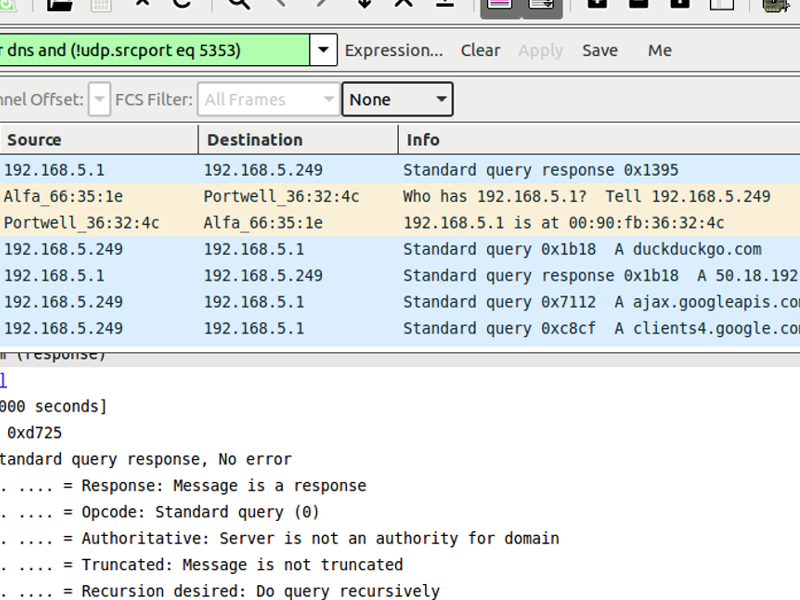 r dns and (!udp.srcport eq 5353) Expression... Clear Apply Save Me
nnel Offset: FCS Filter: All Frames None
Source Destination Info
192.168.5.1 192.168.5.249 Standard query response 0x1395
Alfa_66:35:1e Portwell_36:32:4c Who has 192.168.5.1? Tell 192.168.5.249
Portwell_36:32:4c Alfa_66:35:1e 192.168.5.1 is at 00:90:fb:36:32:4c
192.168.5.249 192.168.5.1 Standard query 0x1b18 A duckduckgo.com
192.168.5.1 192.168.5.249 Standard query response 0x1b18 A 50.18.192
192.168.5.249 192.168.5.1 Standard query 0x7112 A ajax.googleapis.co
192.168.5.249 192.168.5.1 Standard query 0xc8cf A clients4.google.co
(response)
]
000 seconds]
0xd725
tandard query response, No error
. .... = Response: Message is a response
. .... = Opcode: Standard query (0)
. .... = Authoritative: Server is not an authority for domain
. .... = Truncated: Message is not truncated
. .... = Recursion desired: Do query recursively